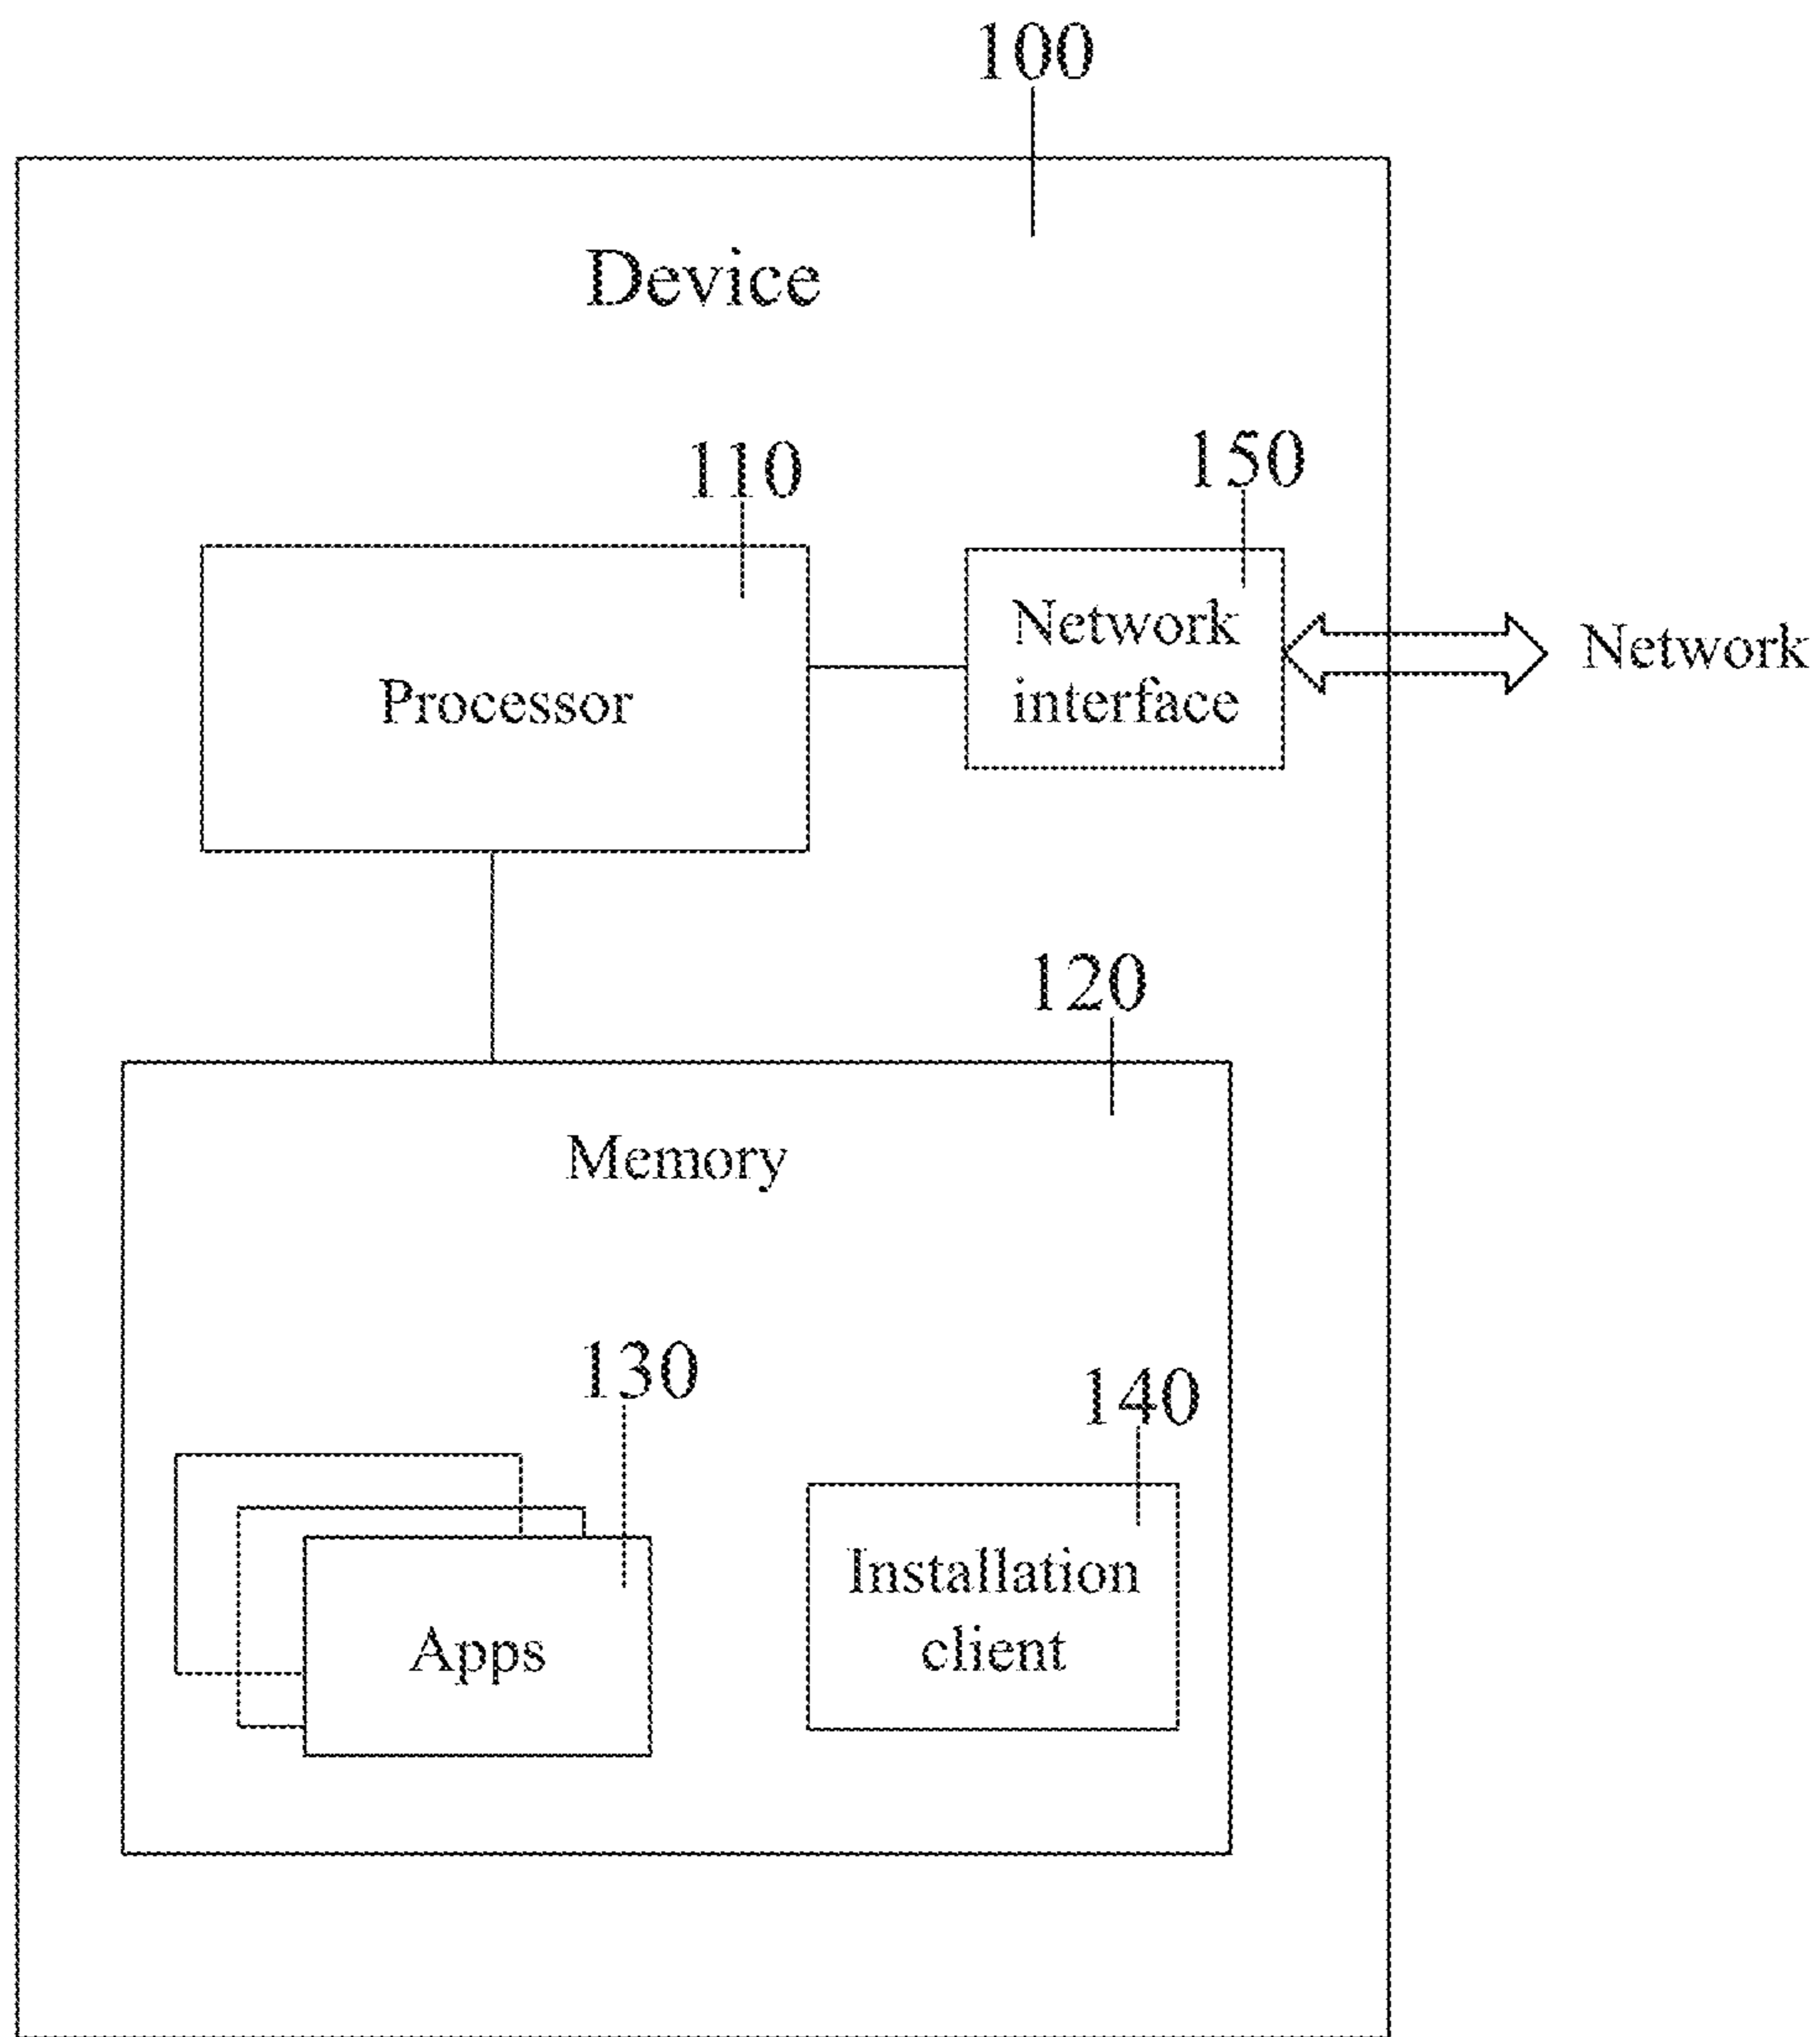 100
Device
110
150
Processor
Network
interface
Network
120
Memory
130
140
Apps
Installation
client